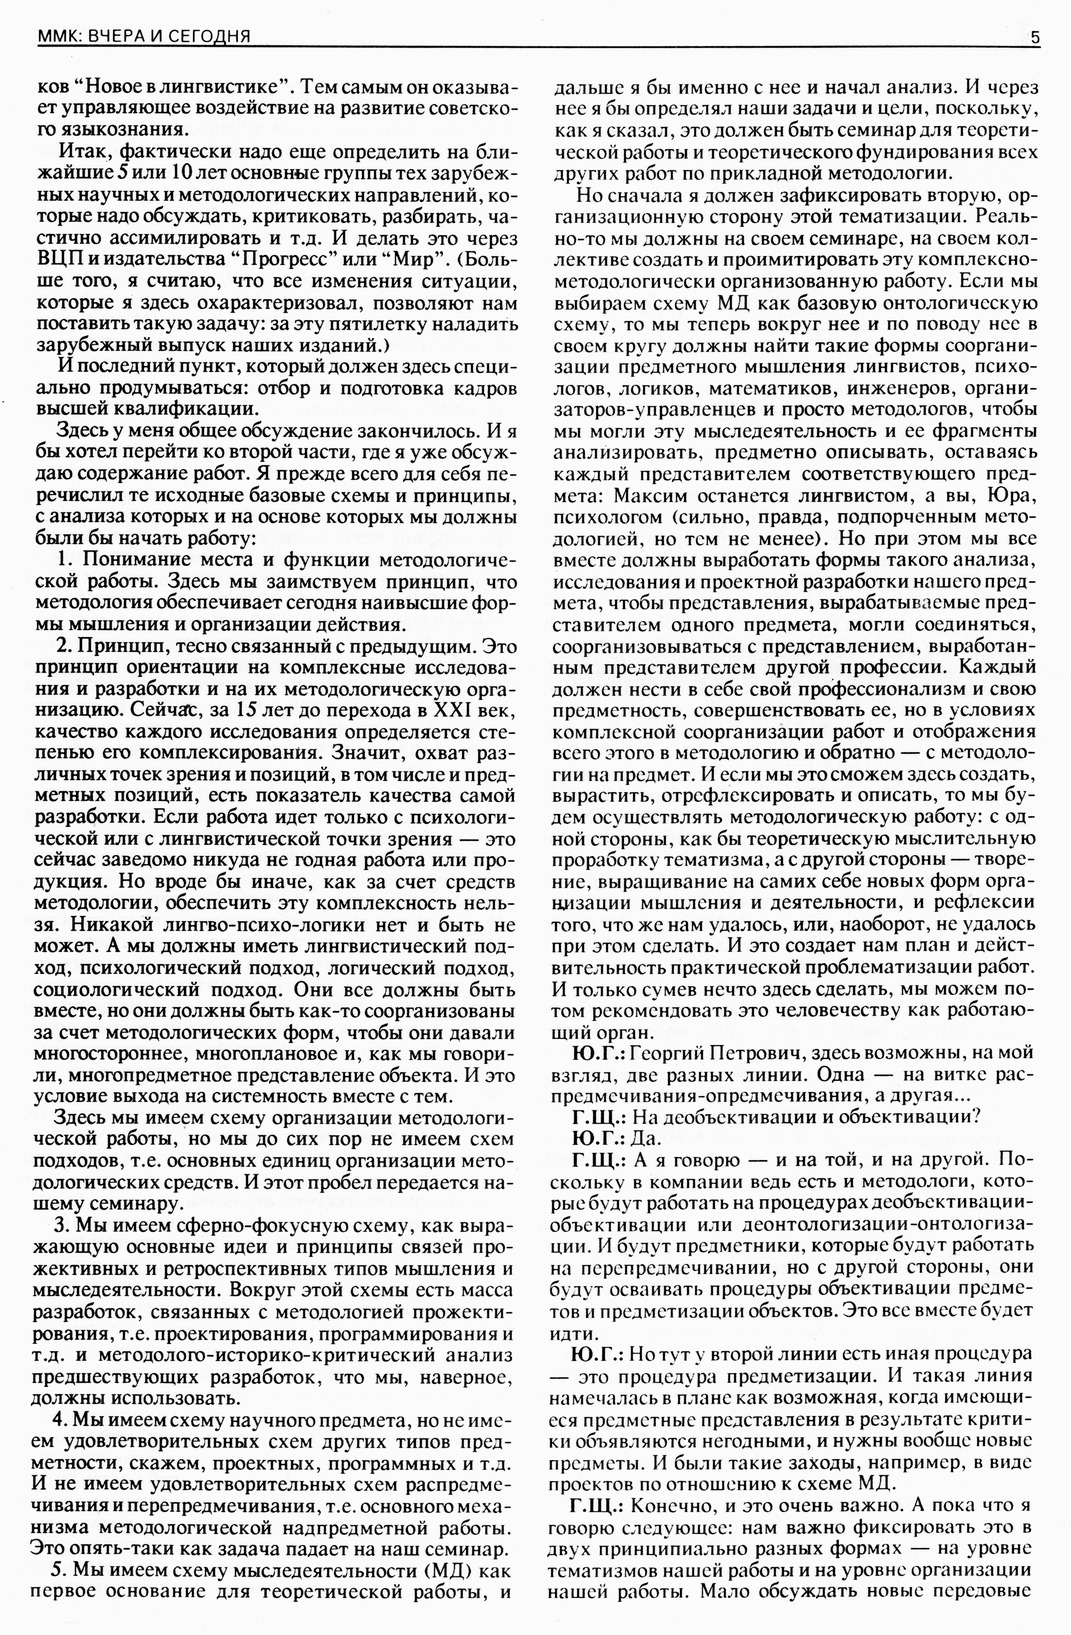 ММК: ВЧЕРА И СЕГОДНЯ
5
ков “Новое в лингвистике”. Тем самым он оказыва-
ет управляющее воздействие на развитие советско-
го языкознания.
Итак, фактически надо еще определить на бли-
жайшие 5 или 10 лет основные группы тех зарубеж-
ных научных и методологических направлений, ко-
торые надо обсуждать, критиковать, разбирать, ча-
стично ассимилировать и т.д. И делать это через
ВЦП и издательства “Прогресс” или “Мир”. (Боль-
ше того, я считаю, что все изменения ситуации,
которые я здесь охарактеризовал, позволяют нам
поставить такую задачу: за эту пятилетку наладить
зарубежный выпуск наших изданий.)
И последний пункт, который должен здесь специ-
ально продумываться: отбор и подготовка кадров
высшей квалификации.
Здесь у меня общее обсуждение закончилось. И я
бы хотел перейти ко второй части, где я уже обсуж-
даю содержание работ. Я прежде всего для себя пе-
речислил те исходные базовые схемы и принципы,
с анализа которых и на основе которых мы должны
были бы начать работу:
1. Понимание места и функции методологиче-
ской работы. Здесь мы заимствуем принцип, что
методология обеспечивает сегодня наивысшие фор-
мы мышления и организации действия.
2. Принцип, тесно связанный с предыдущим. Это
принцип ориентации на комплексные исследова-
ния и разработки и на их методологическую орга-
низацию. Сейчас, за 15 лет до перехода в XXI век,
качество каждого исследования определяется сте-
пенью его комплексирования. Значит, охват раз-
личных точек зрения и позиций, в том числе и пред-
метных позиций, есть показатель качества самой
разработки. Если работа идет только с психологи-
ческой или с лингвистической точки зрения — это
сейчас заведомо никуда не годная работа или про-
дукция. Но вроде бы иначе, как за счет средств
методологии, обеспечить эту комплексность нель-
зя. Никакой лингво-психо-логики нет и быть не
может. А мы должны иметь лингвистический под-
ход, психологический подход, логический подход,
социологический подход. Они все должны быть
вместе, но они должны быть как-то соорганизованы
за счет методологических форм, чтобы они давали
многостороннее, многоплановое и, как мы говори-
ли, многопредметное представление объекта. И это
условие выхода на системность вместе с тем.
Здесь мы имеем схему организации методологи-
ческой работы, но мы до сих пор не имеем схем
подходов, т.е. основных единиц организации мето-
дологических средств. И этот пробел передается на-
шему семинару.
3. Мы имеем сферно-фокусную схему, как выра-
жающую основные идеи и принципы связей про-
жективных и ретроспективных типов мышления и
мыследеятельности. Вокруг этой схемы есть масса
разработок, связанных с методологией прожекти-
рования, т.е. проектирования, программирования и
т.д. и методолого-историко-критический анализ
предшествующих разработок, что мы, наверное,
должны использовать.
4. Мы имеем схему научного предмета, но не име-
ем удовлетворительных схем других типов пред-
метности, скажем, проектных, программных и т.д.
И не имеем удовлетворительных схем распредме-
чивания и перепредмечивания, т.е. основного меха-
низма методологической надпредметной работы.
Это опять-таки как задача падает на наш семинар.
5. Мы имеем схему мыследеятельности (МД) как
первое основание для теоретической работы, и
дальше я бы именно с нее и начал анализ. И через
нее я бы определял наши задачи и цели, поскольку,
как я сказал, это должен быть семинар для теорети-
ческой работы и теоретического фундирования всех
других работ по прикладной методологии.
Но сначала я должен зафиксировать вторую, ор-
ганизационную сторону этой тематизации. Реаль-
но-то мы должны на своем семинаре, на своем кол-
лективе создать и проимитировать эту комплексно-
методологически организованную работу. Если мы
выбираем схему МД как базовую онтологическую
схему, то мы теперь вокруг нее и по поводу нее в
своем кругу должны найти такие формы сооргани-
зации предметного мышления лингвистов, психо-
логов, логиков, математиков, инженеров, органи-
заторов-управленцев и просто методологов, чтобы
мы могли эту мыследеятельность и ее фрагменты
анализировать, предметно описывать, оставаясь
каждый представителем соответствующего пред-
мета: Максим останется лингвистом, а вы, Юра,
психологом (сильно, правда, подпорченным мето-
дологией, но тем не менее). Но при этом мы все
вместе должны выработать формы такого анализа,
исследования и проектной разработки нашего пред-
мета, чтобы представления, вырабатываемые пред-
ставителем одного предмета, могли соединяться,
соорганизовываться с представлением, выработан-
ным представителем другой профессии. Каждый
должен нести в себе свой профессионализм и свою
предметность, совершенствовать ее, но в условиях
комплексной соорганизации работ и отображения
всего этого в методологию и обратно — с методоло-
гии на предмет. И если мы это сможем здесь создать,
вырастить, отрефлексировать и описать, то мы бу-
дем осуществлять методологическую работу: с од-
ной стороны, как бы теоретическую мыслительную
проработку тематизма, а с другой стороны — творе-
ние, выращивание на самих себе новых форм орга-
низации мышления и деятельности, и рефлексии
того, что же нам удалось, или, наоборот, не удалось
при этом сделать. И это создает нам план и дейст-
вительность практической проблематизации работ.
И только сумев нечто здесь сделать, мы можем по-
том рекомендовать это человечеству как работаю-
щий орган.
Ю.Г.: Георгий Петрович, здесь возможны, на мой
взгляд, две разных линии. Одна — на витке рас-
предмечивания-опредмечивания, а другая...
Г.Щ.: На деобъективации и объективации?
Ю.Г.: Да.
Г.Щ.: А я говорю — и на той, и на другой. По-
скольку в компании ведь есть и методологи, кото-
рые будут работать на процедурах деобъективации-
объективации или деонтологизации-онтологиза-
ции. И будут предметники, которые будут работать
на перепредмечивании, но с другой стороны, они
будут осваивать процедуры объективации предме-
тов и предметизации объектов. Это все вместе будет
идти.
Ю.Г.: Но тут у второй линии есть иная процедура
— это процедура предметизации. И такая линия
намечалась в плане как возможная, когда имеющи-
еся предметные представления в результате крити-
ки объявляются негодными, и нужны вообще новые
предметы. И были такие заходы, например, в виде
проектов по отношению к схеме МД.
Г.Щ.: Конечно, и это очень важно. А пока что я
говорю следующее: нам важно фиксировать это в
двух принципиально разных формах — на уровне
тематизмов нашей работы и на уровне организации
нашей работы. Мало обсуждать новые передовые